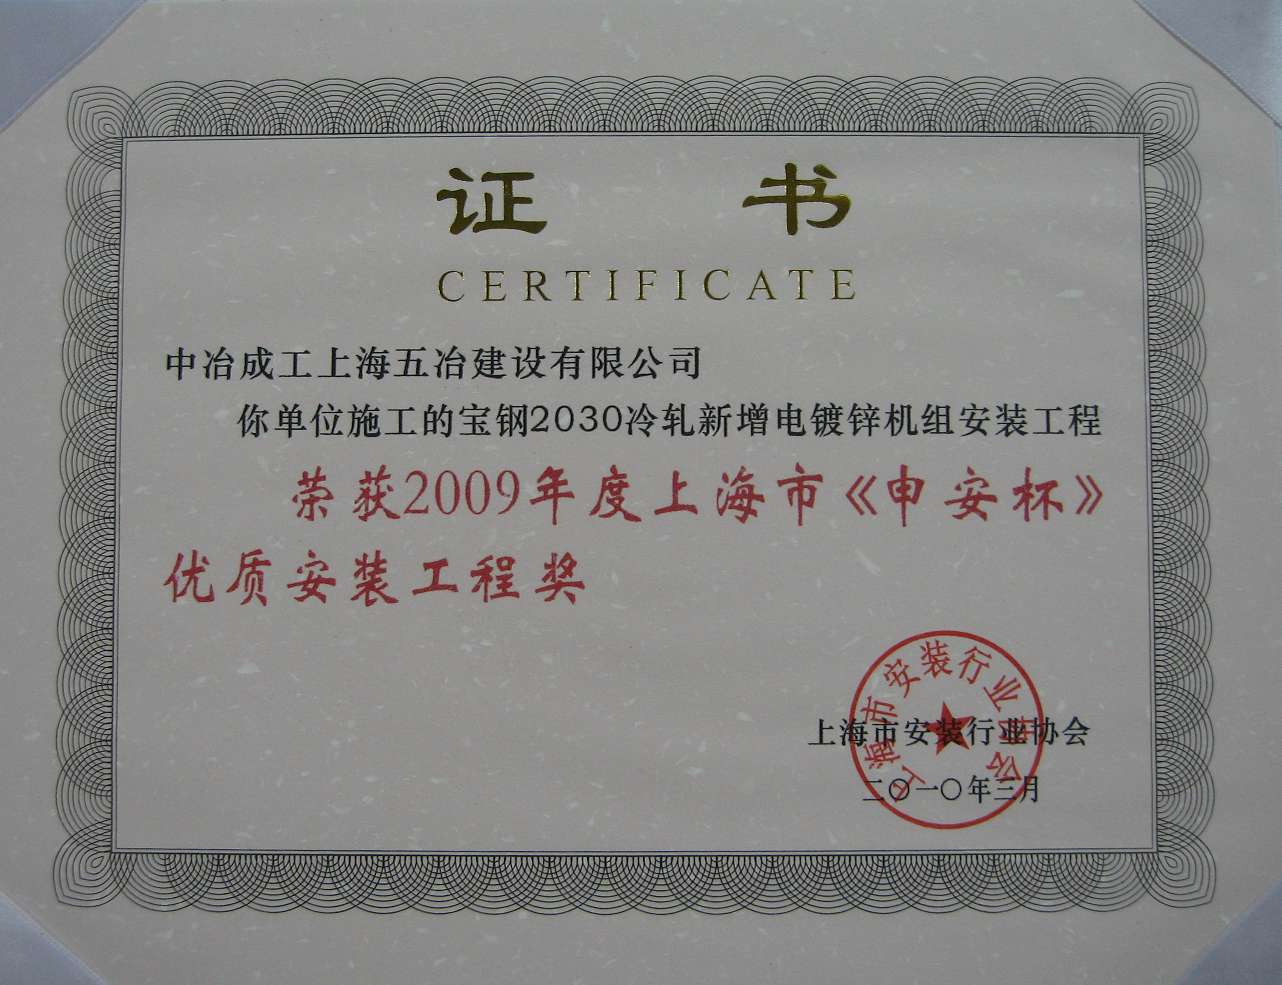 证 书
CERTIFICATE
中冶成工上海五冶建设有限公司
你单位施工的宝钢2030冷轧新增电镀锌机组安装工程
荣获2009年度上海市《申安杯》
优质安装工程奖
上海市安装行业协会
上海市安装行业协会
二〇一〇年三月